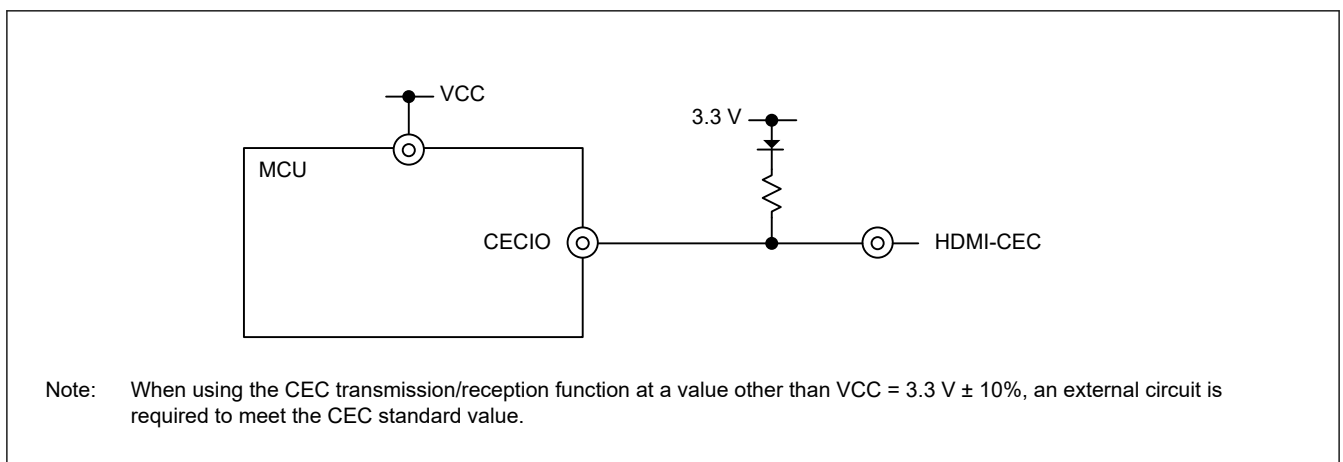 VCC
3.3 V
MCU
CECIO
HDMI-CEC
Note: When using the CEC transmission/reception function at a value other than VCC = 3.3 V ± 10%, an external circuit is
required to meet the CEC standard value.